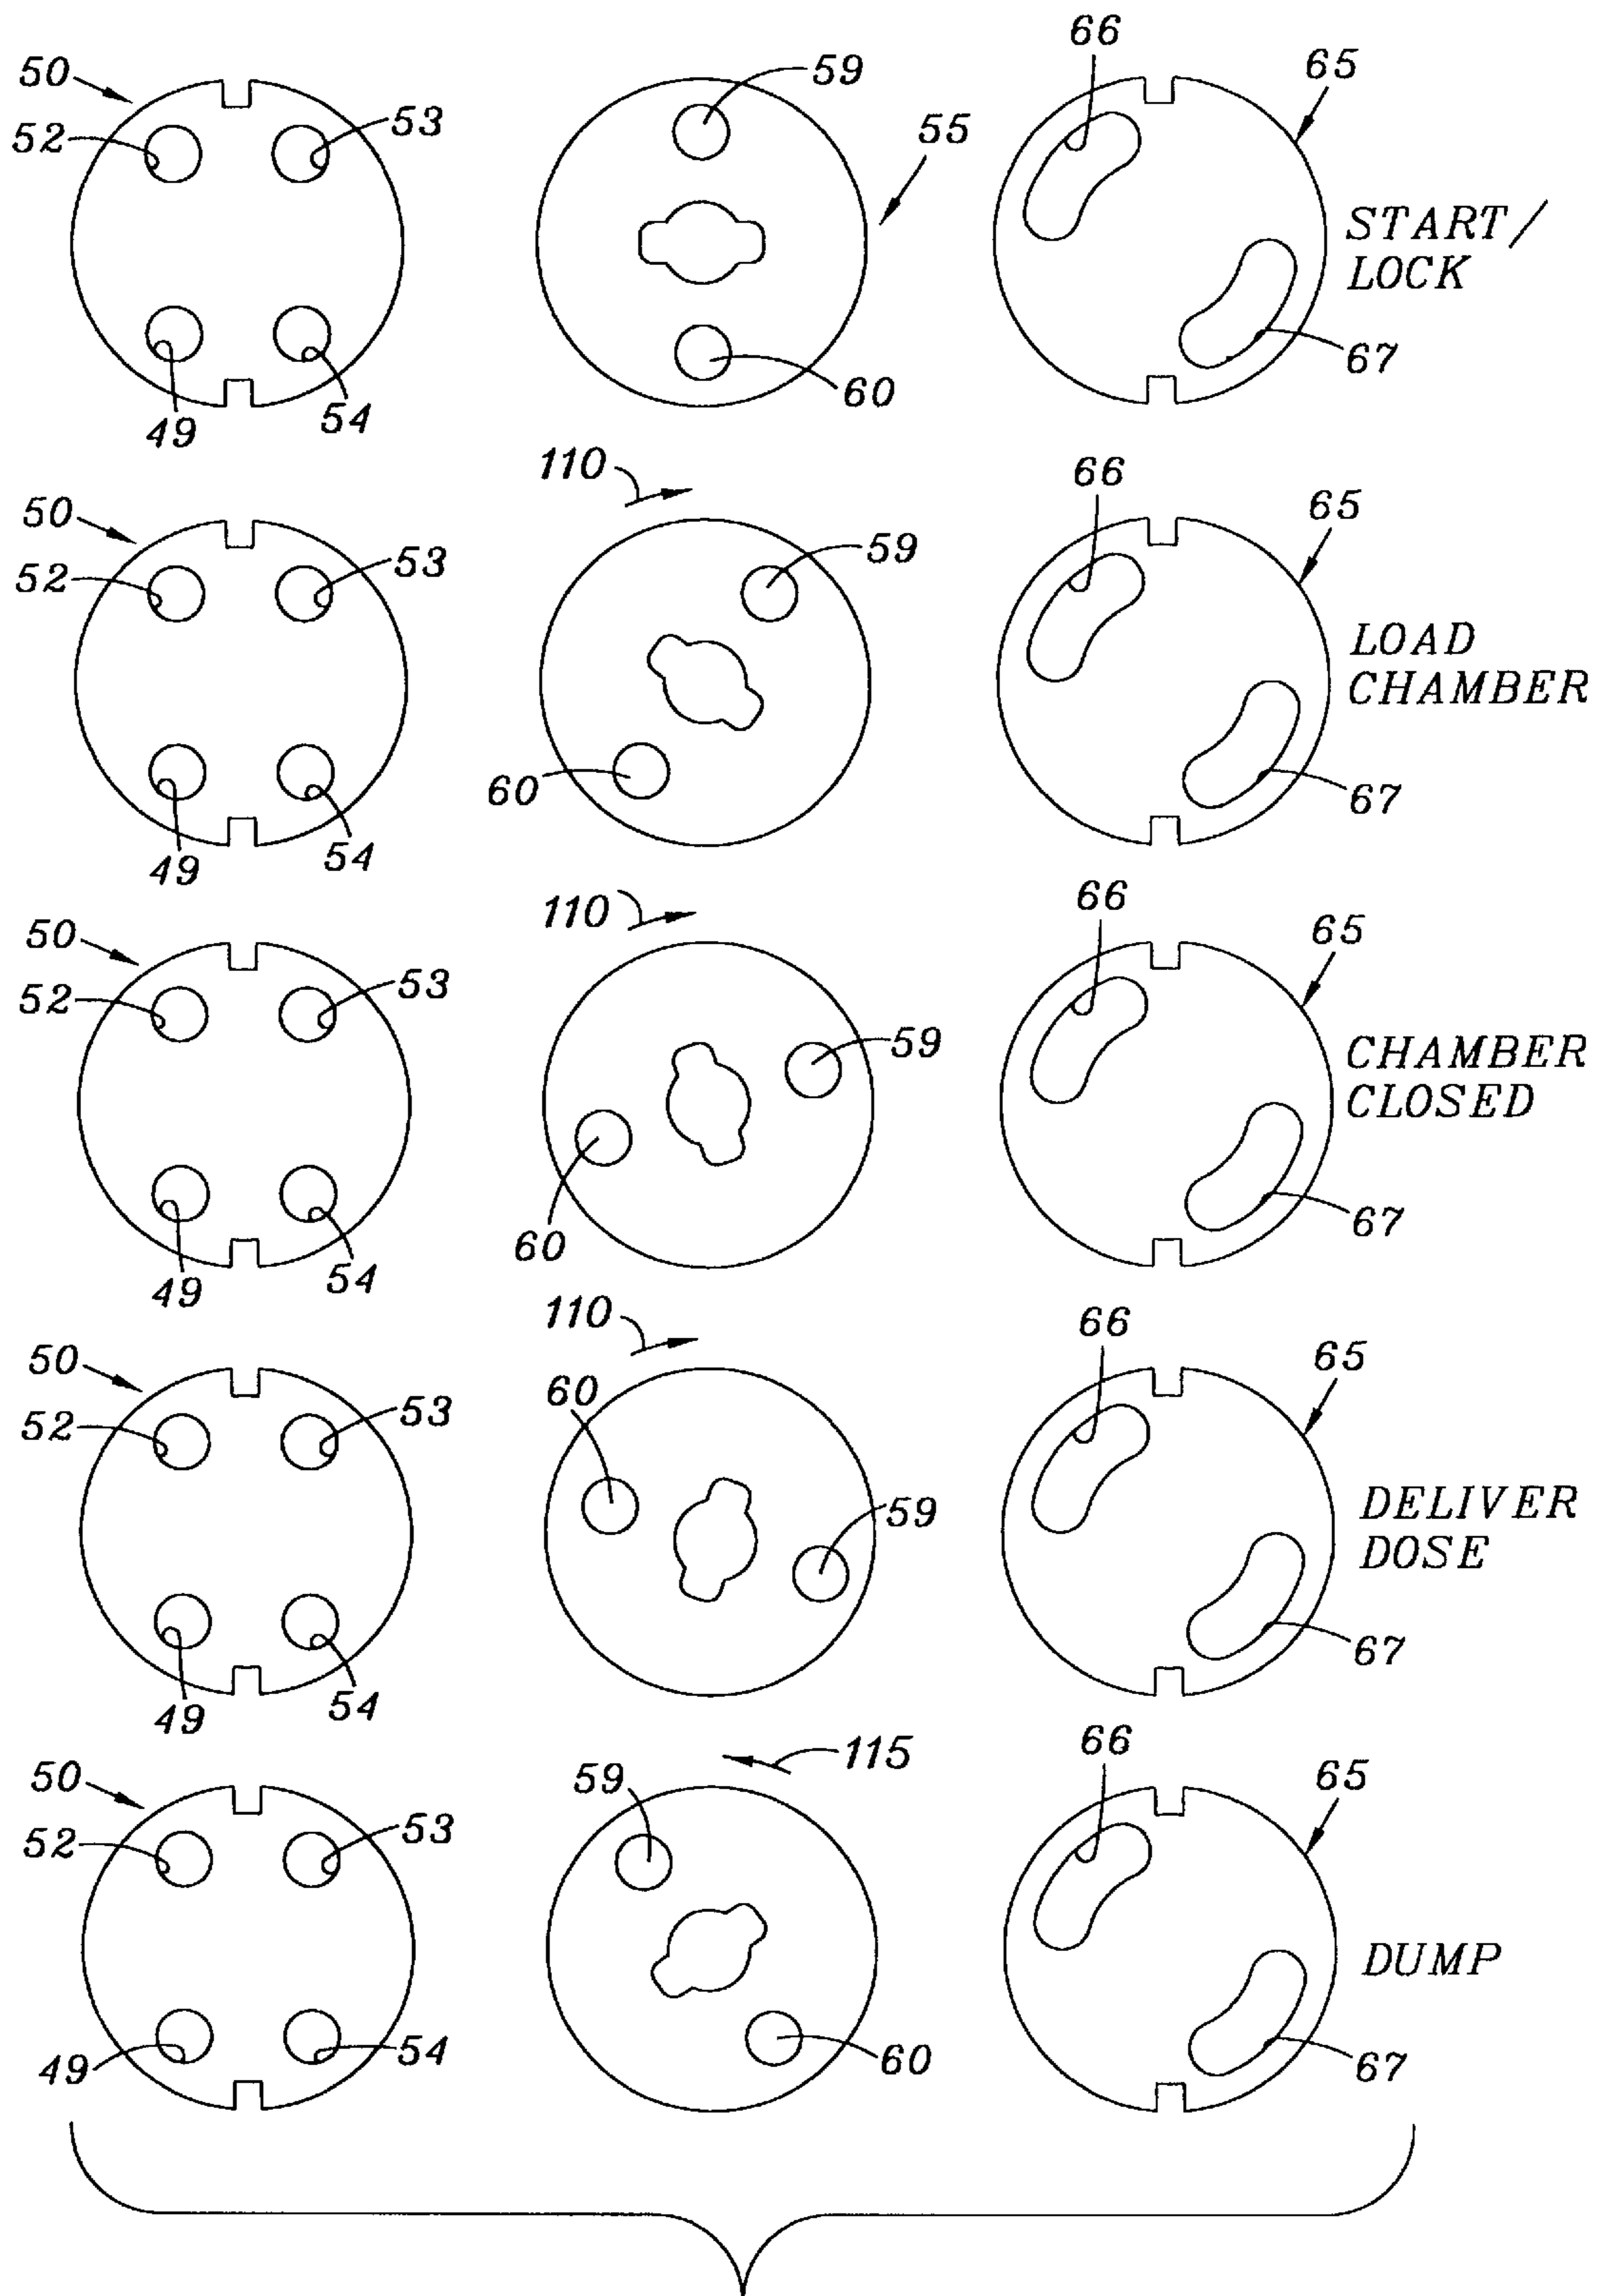 50 52 53 49 54 59 55 60 66 65 67
START/
LOCK
110
50 52 53 49 54 59 60 66 65 67
LOAD
CHAMBER
110
50 52 53 49 54 59 60 66 65 67
CHAMBER
CLOSED
110
50 52 53 49 54 60 59 66 65 67
DELIVER
DOSE
115
50 52 53 49 54 59 60 66 65 67
DUMP